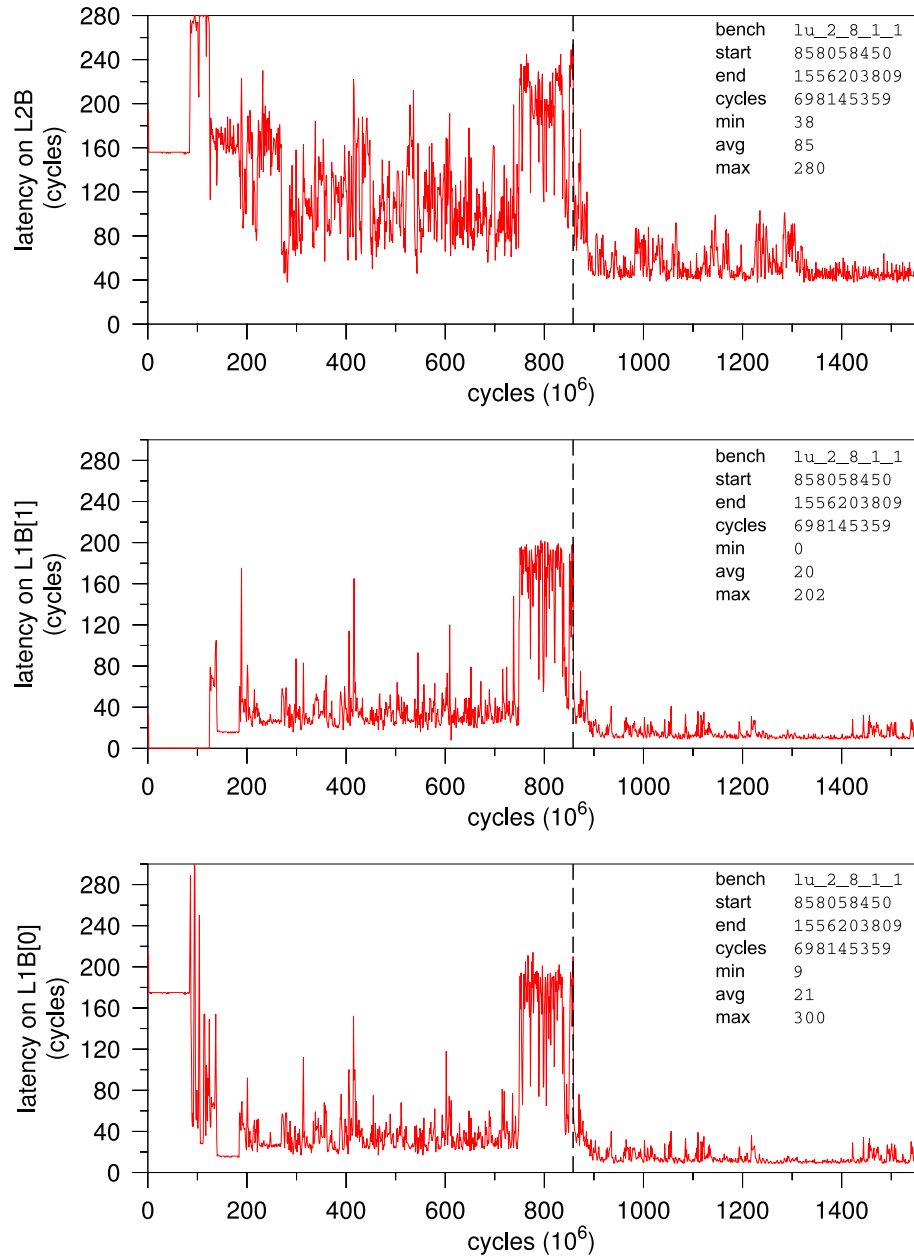 280
240
200
160
120
80
40
0
latency on L2B
(cycles)
bench lu_2_8_1_1
start 858058450
end 1556203809
cycles 698145359
min 38
avg 85
max 280
0 200 400 600 800 1000 1200 1400
cycles (10^6)
280
240
200
160
120
80
40
0
latency on L1B[1]
(cycles)
bench lu_2_8_1_1
start 858058450
end 1556203809
cycles 698145359
min 0
avg 20
max 202
0 200 400 600 800 1000 1200 1400
cycles (10^6)
280
240
200
160
120
80
40
0
latency on L1B[0]
(cycles)
bench lu_2_8_1_1
start 858058450
end 1556203809
cycles 698145359
min 9
avg 21
max 300
0 200 400 600 800 1000 1200 1400
cycles (10^6)